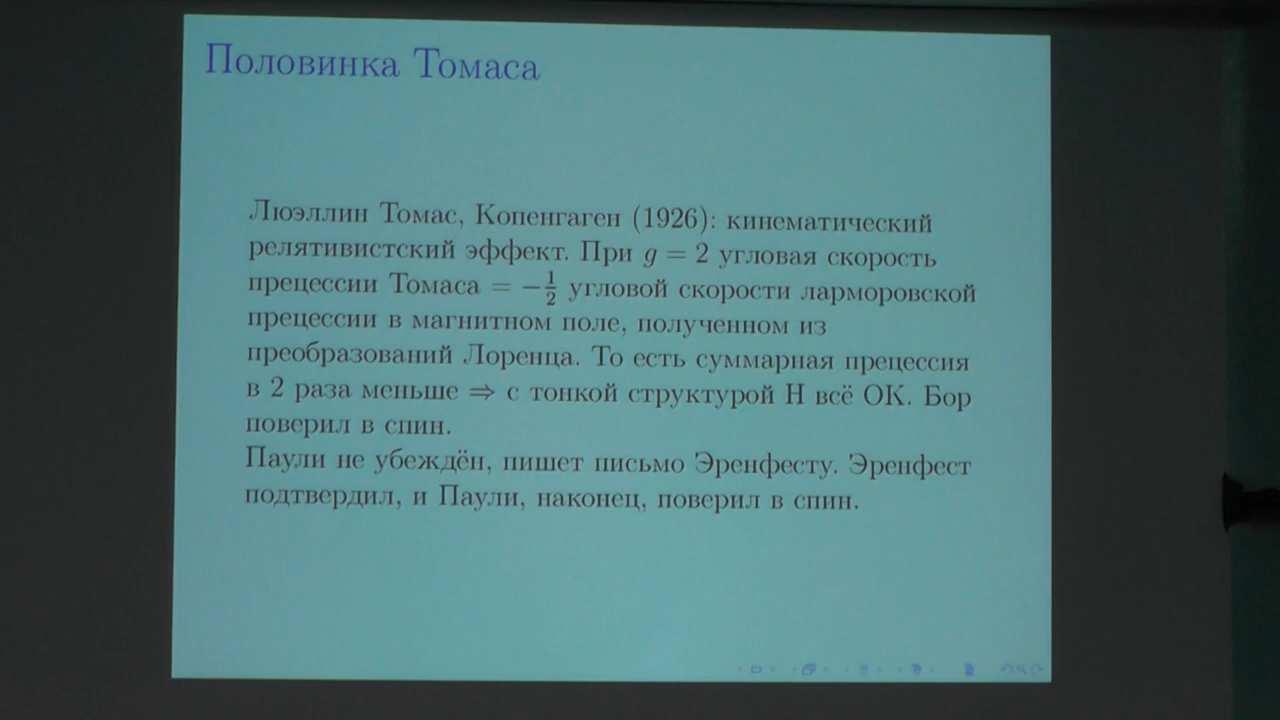 Половинка Томаса
Люэллин Томас, Копенгаген (1926): кинематический
релятивистский эффект. При g = 2 угловая скорость
прецессии Томаса = −½ угловой скорости ларморовской
прецессии в магнитном поле, полученном из
преобразований Лоренца. То есть суммарная прецессия
в 2 раза меньше ⇒ с тонкой структурой H всё ОК. Бор
поверил в спин.
Паули не убеждён, пишет письмо Эренфесту. Эренфест
подтвердил, и Паули, наконец, поверил в спин.